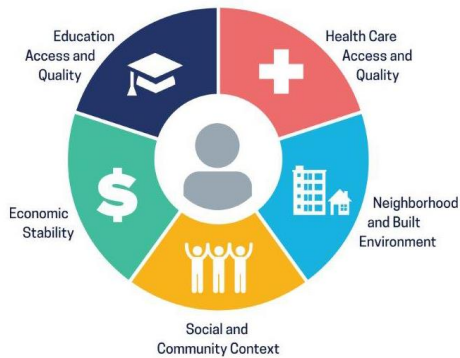 Education
Access and
Quality
Health Care
Access and
Quality
Economic
Stability
Neighborhood
and Built
Environment
Social and
Community Context